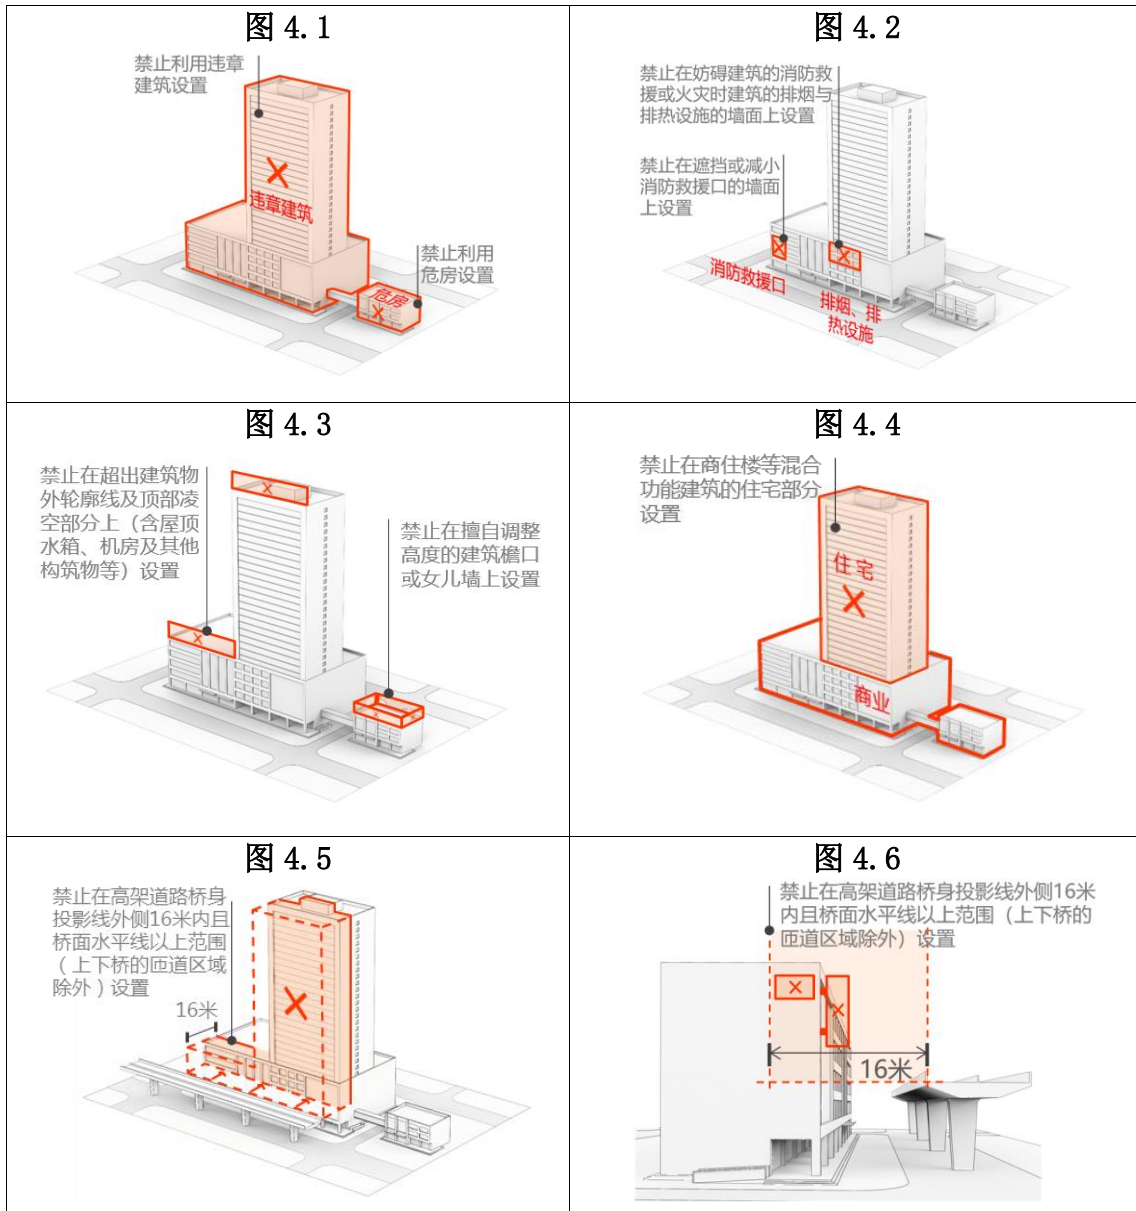 图 4.1
禁止利用违章
建筑设置
违章建筑
禁止利用
危房设置
危房
图 4.2
禁止在妨碍建筑的消防救
援或火灾时建筑的排烟与
排热设施的墙面上设置
禁止在遮挡或减小
消防救援口的墙面
上设置
消防救援口
排烟、排
热设施
图 4.3
禁止在超出建筑物
外轮廓线及顶部凌
空部分上（含屋顶
水箱、机房及其他
构筑物等）设置
禁止在擅自调整
高度的建筑檐口
或女儿墙上设置
图 4.4
禁止在商住楼等混合
功能建筑的住宅部分
设置
住宅
商业
图 4.5
禁止在高架道路桥身
投影线外侧16米内且
桥面水平线以上范围
（上下桥的匝道区域
除外）设置
16米
图 4.6
禁止在高架道路桥身投影线外侧16米
内且桥面水平线以上范围（上下桥的
匝道区域除外）设置
16米